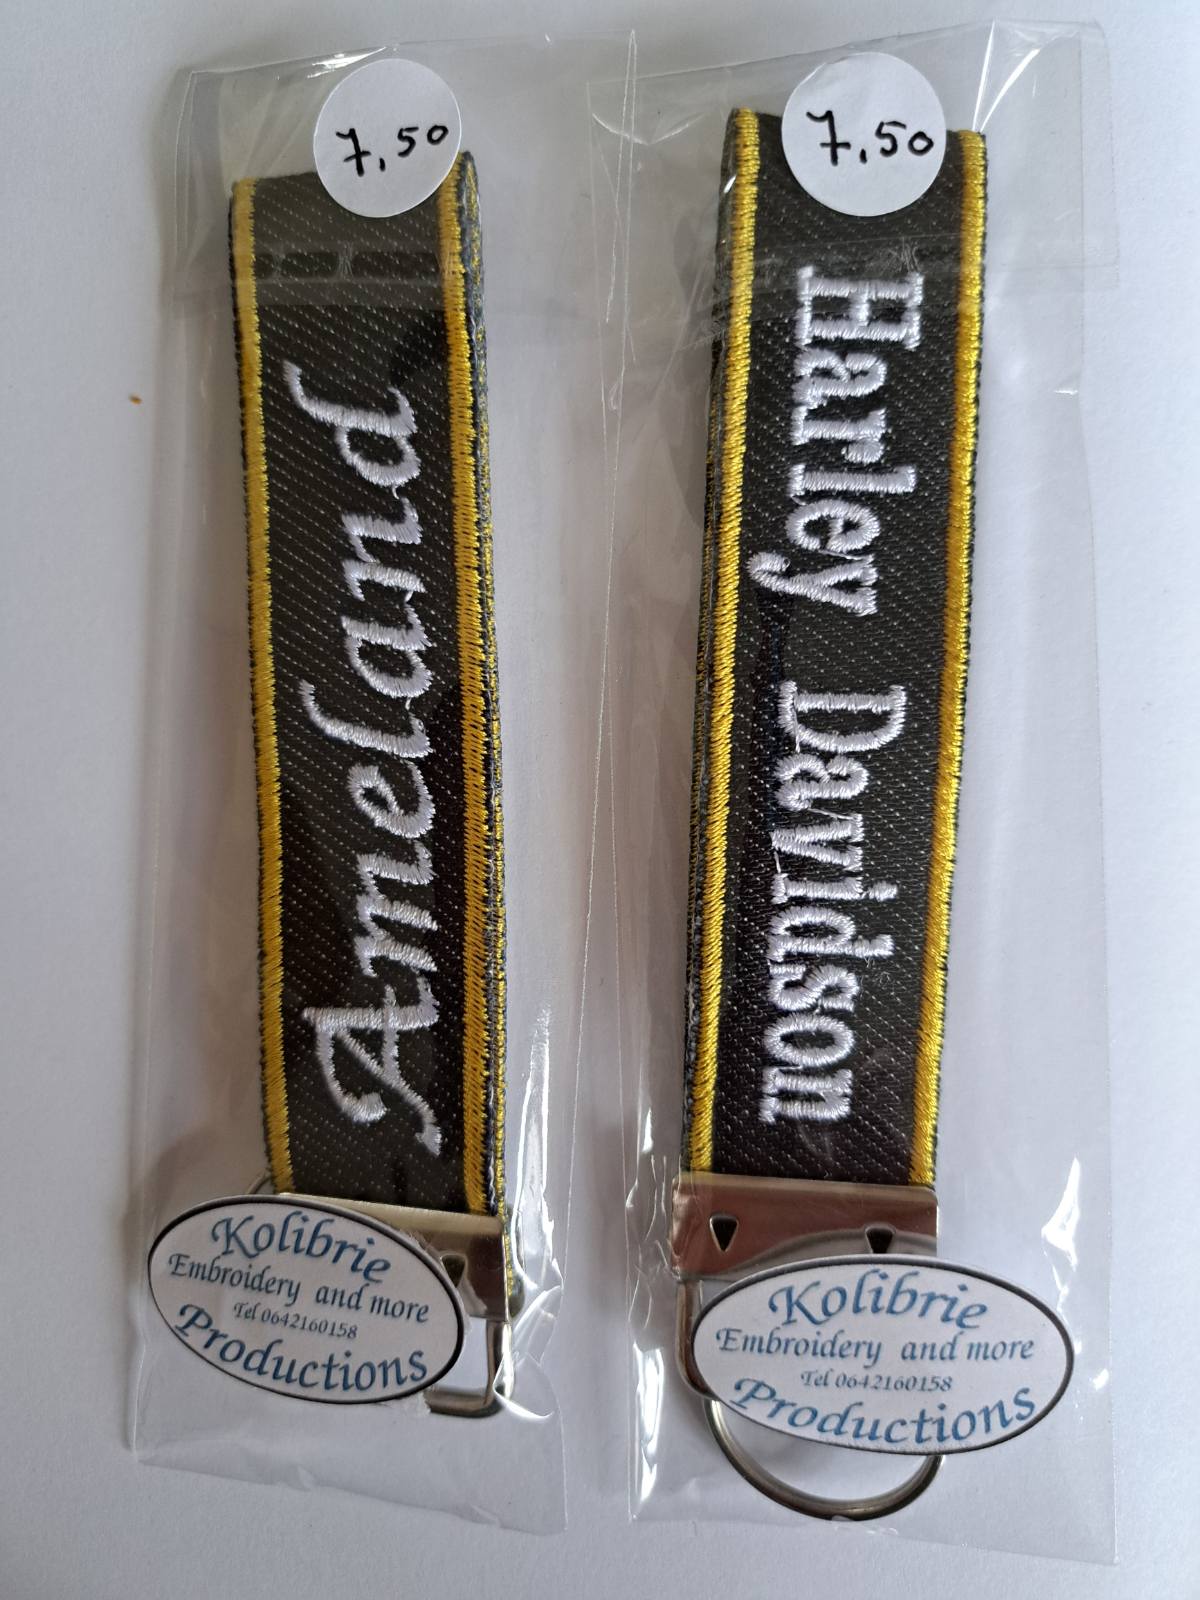 7,50
Ameland
Kolibrie
Embroidery and more
Tel 0642160158
Productions
7,50
Harley Davidson
Kolibrie
Embroidery and more
Tel 0642160158
Productions